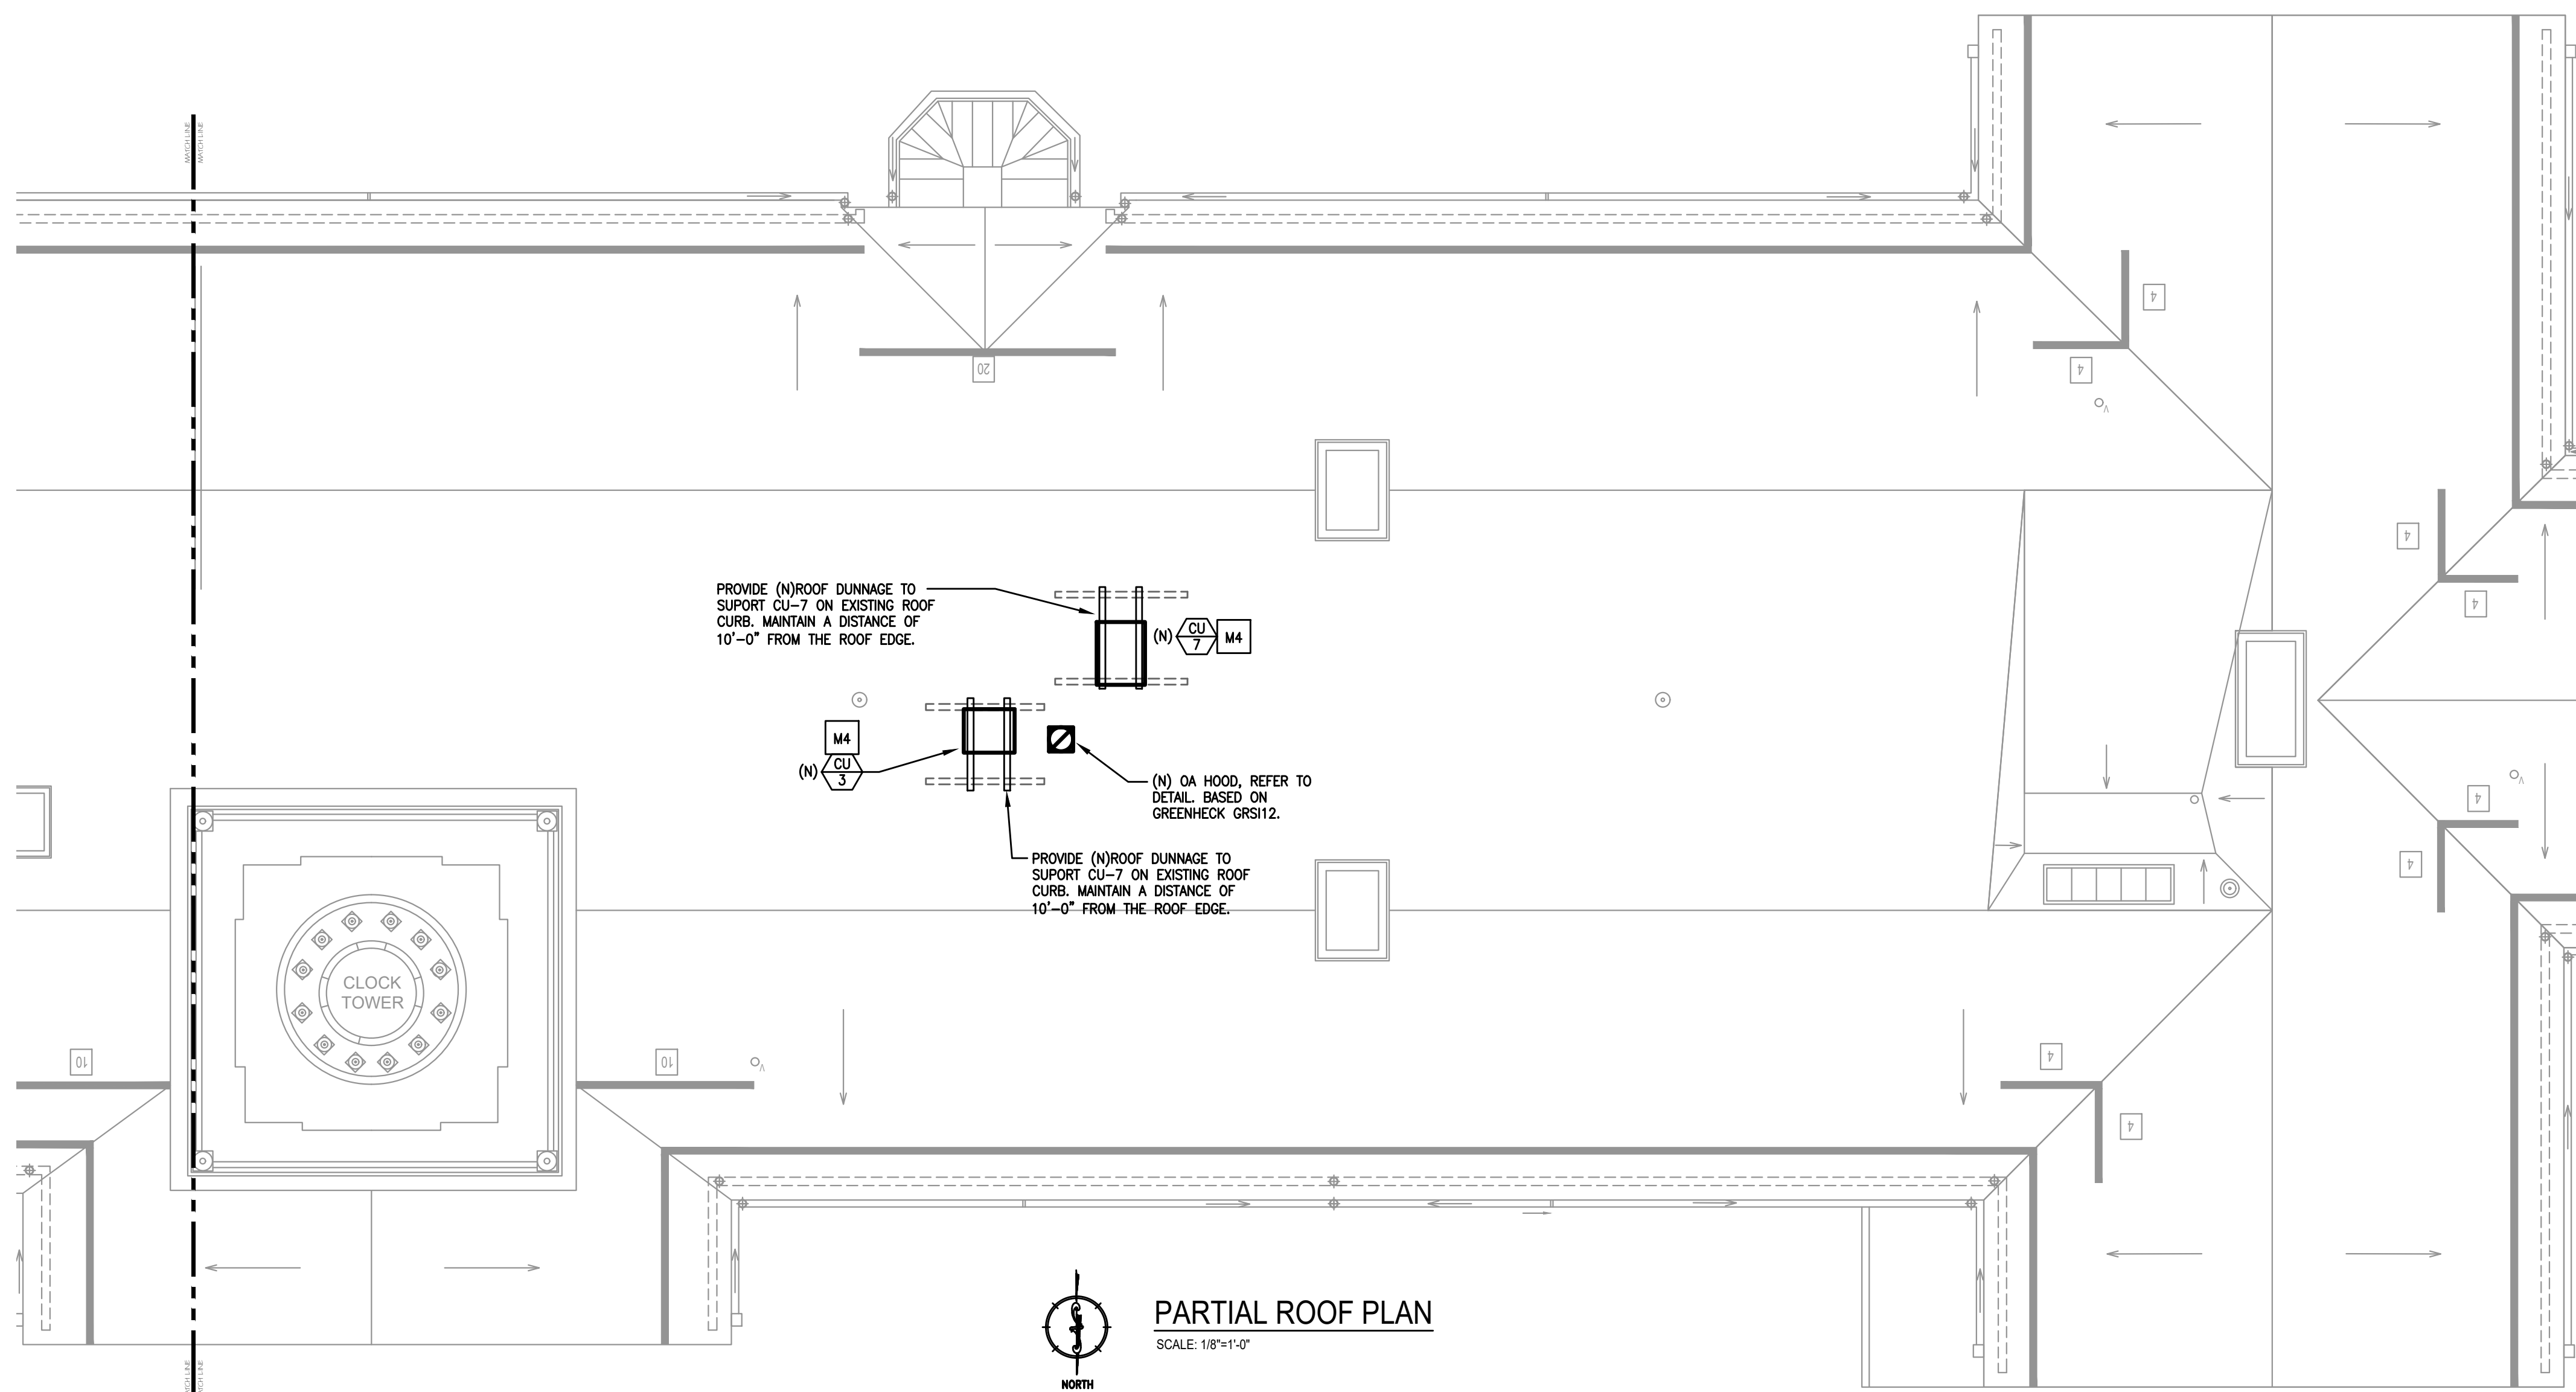 MATCH LINE
MATCH LINE
4
20
4
4
4
PROVIDE (N)ROOF DUNNAGE TO
SUPORT CU-7 ON EXISTING ROOF
CURB. MAINTAIN A DISTANCE OF
10'-0" FROM THE ROOF EDGE.
(N)
CU
7
M4
M4
(N)
CU
3
(N) OA HOOD, REFER TO
DETAIL. BASED ON
GREENHECK GRSI12.
4
4
PROVIDE (N)ROOF DUNNAGE TO
SUPORT CU-7 ON EXISTING ROOF
CURB. MAINTAIN A DISTANCE OF
10'-0" FROM THE ROOF EDGE.
CLOCK
TOWER
10
10
4
4
V
V
V
PARTIAL ROOF PLAN
SCALE: 1/8"=1'-0"
NORTH